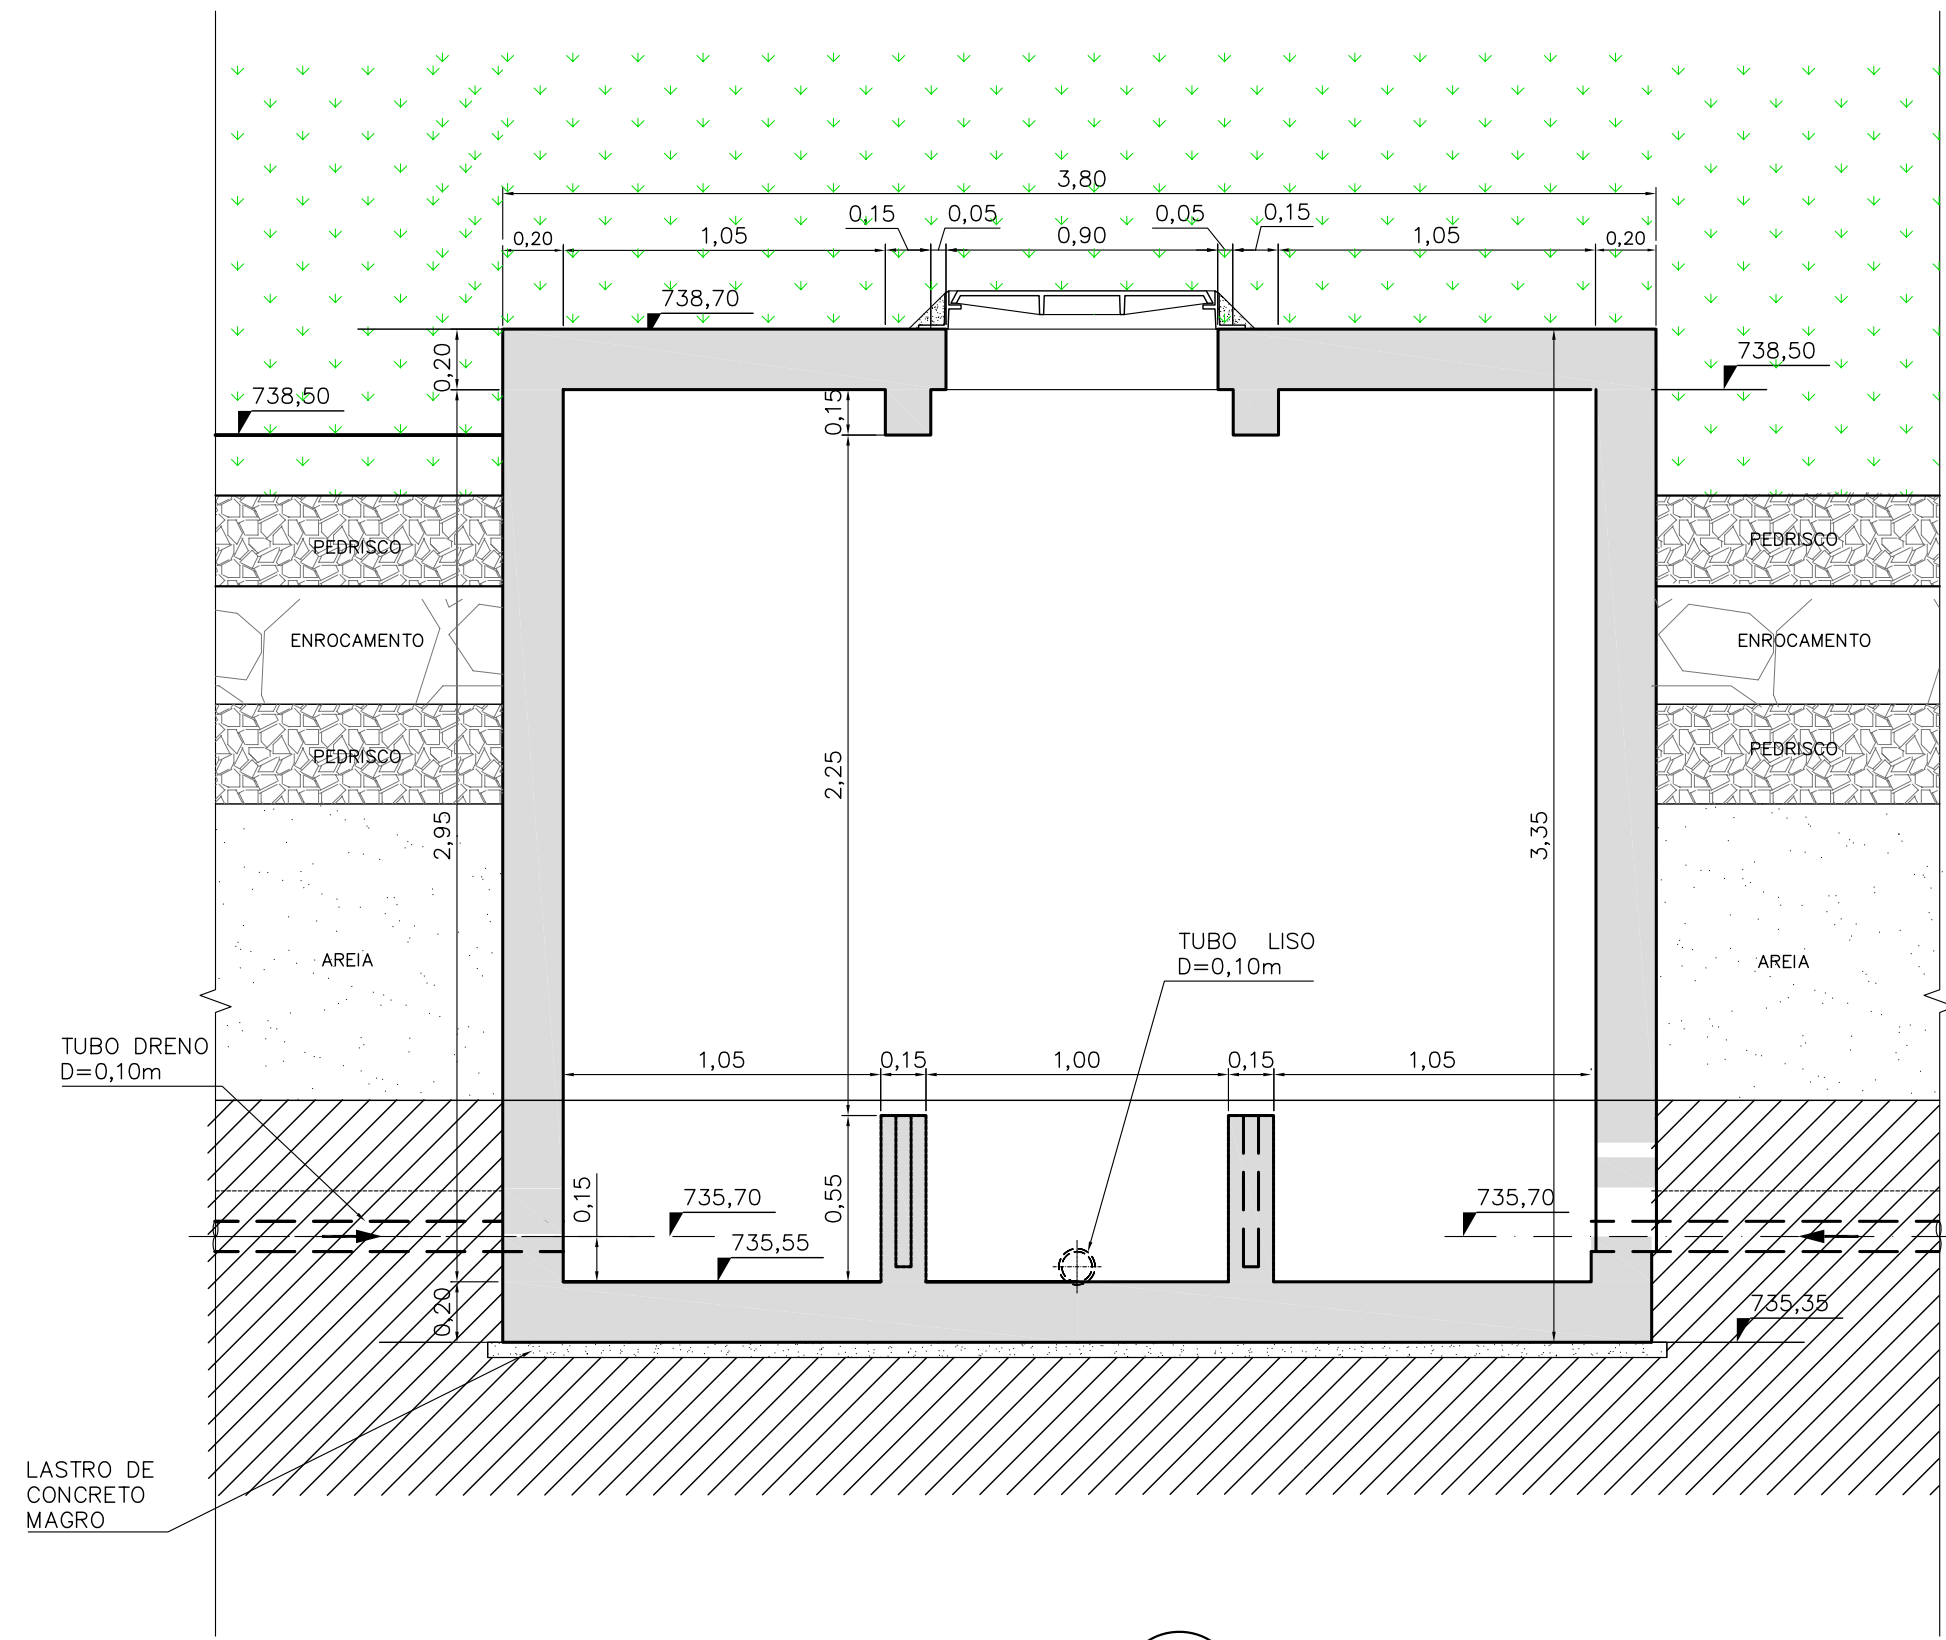 3,80
0,15
0,05
0,05
0,15
0,20
1,05
0,90
1,05
0,20
738,70
0,20
738,50
738,50
0,15
PEDRISCO
PEDRISCO
ENROCAMENTO
ENROCAMENTO
PEDRISCO
PEDRISCO
2,25
2,95
3,35
TUBO LISO
D=0,10m
AREIA
AREIA
TUBO DRENO
D=0,10m
1,05
0,15
1,00
0,15
1,05
0,15
0,55
735,70
735,70
735,55
0,20
735,35
LASTRO DE
CONCRETO
MAGRO